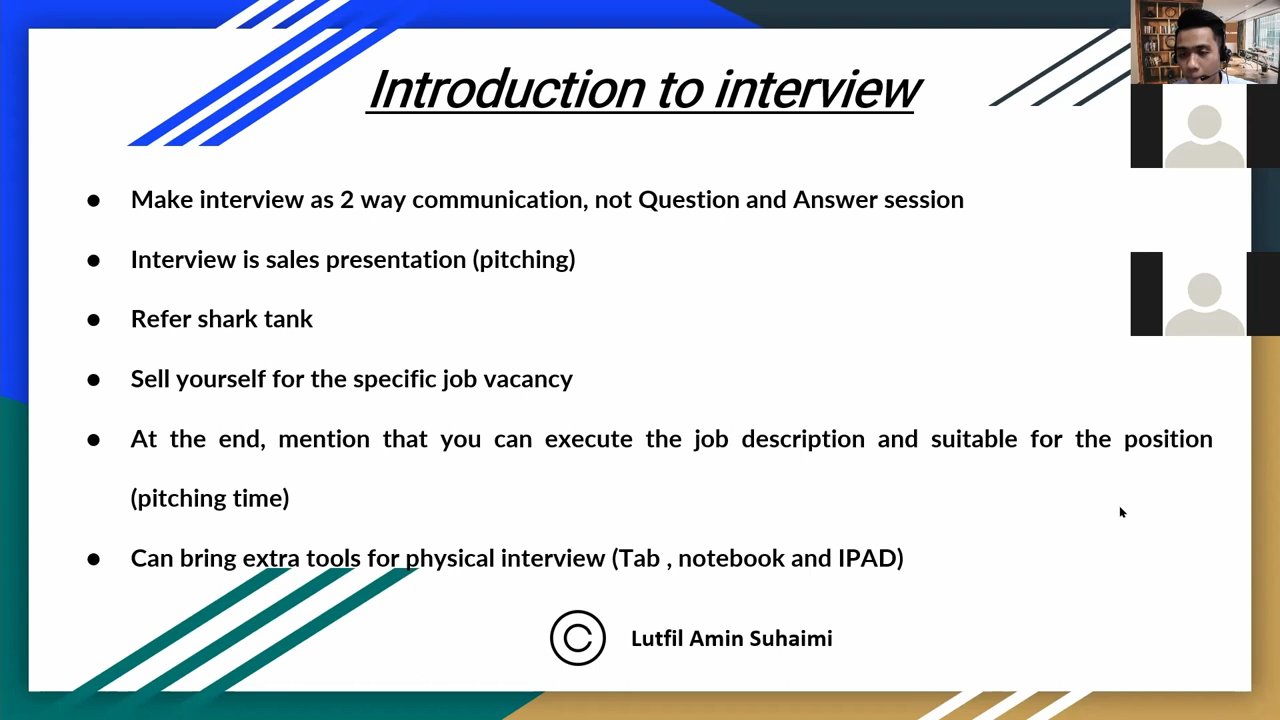 Introduction to interview
● Make interview as 2 way communication, not Question and Answer session
● Interview is sales presentation (pitching)
● Refer shark tank
● Sell yourself for the specific job vacancy
● At the end, mention that you can execute the job description and suitable for the position
(pitching time)
● Can bring extra tools for physical interview (Tab , notebook and IPAD)
© Lutfil Amin Suhaimi